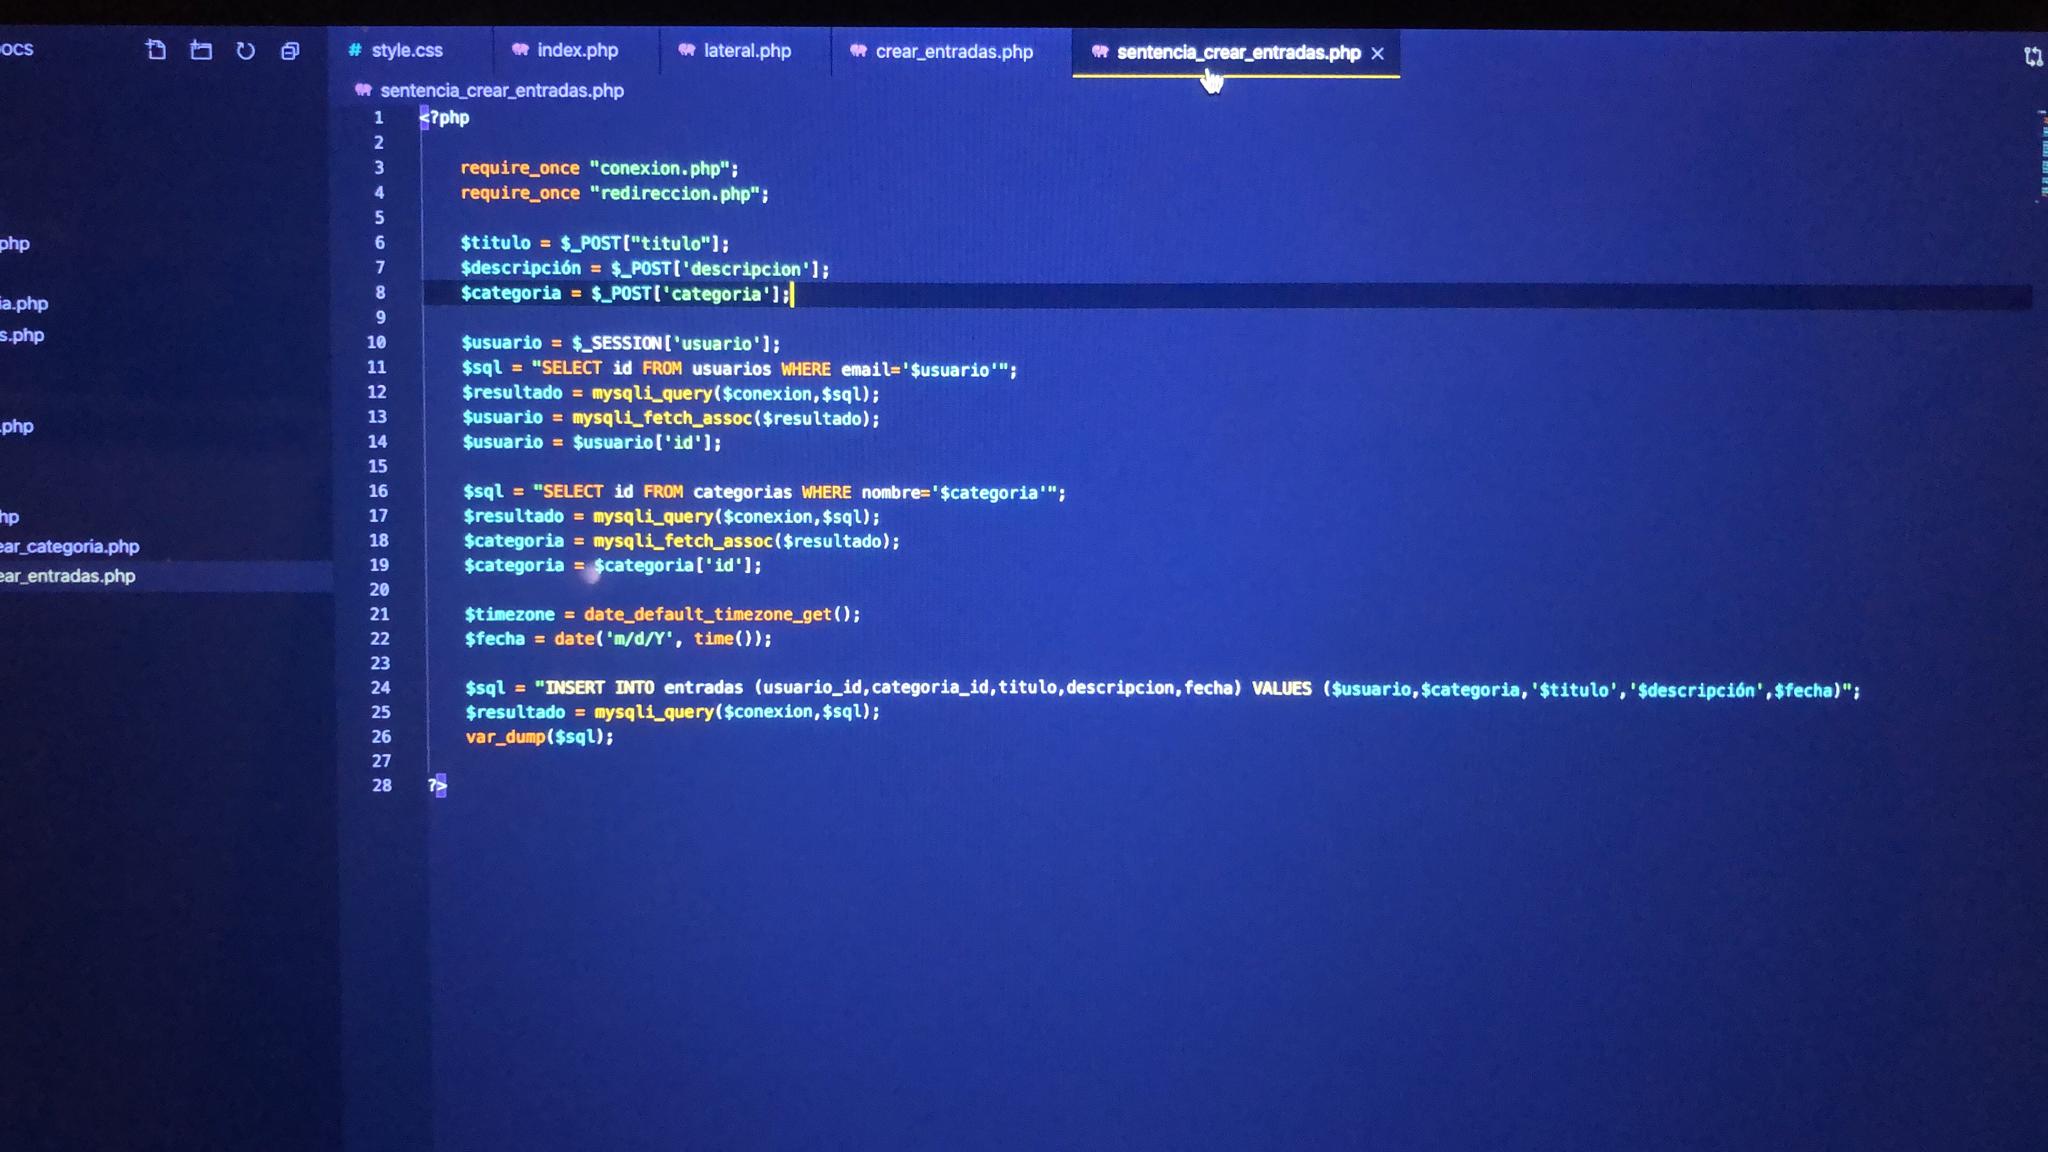 OCS
style.css index.php lateral.php crear_entradas.php sentencia_crear_entradas.php
sentencia_crear_entradas.php
1 <?php
2
3 require_once "conexion.php";
4 require_once "redireccion.php";
5
6 $titulo = $_POST["titulo"];
7 $descripción = $_POST['descripcion'];
8 $categoria = $_POST['categoria'];
9
10 $usuario = $_SESSION['usuario'];
11 $sql = "SELECT id FROM usuarios WHERE email='$usuario'";
12 $resultado = mysqli_query($conexion,$sql);
13 $usuario = mysqli_fetch_assoc($resultado);
14 $usuario = $usuario['id'];
15
16 $sql = "SELECT id FROM categorias WHERE nombre='$categoria'";
17 $resultado = mysqli_query($conexion,$sql);
18 $categoria = mysqli_fetch_assoc($resultado);
19 $categoria = $categoria['id'];
20
21 $timezone = date_default_timezone_get();
22 $fecha = date('m/d/Y', time());
23
24 $sql = "INSERT INTO entradas (usuario_id,categoria_id,titulo,descripcion,fecha) VALUES ($usuario,$categoria,'$titulo','$descripción',$fecha)";
25 $resultado = mysqli_query($conexion,$sql);
26 var_dump($sql);
27
28 ?>
php
ia.php
s.php
.php
hp
ear_categoria.php
ear_entradas.php